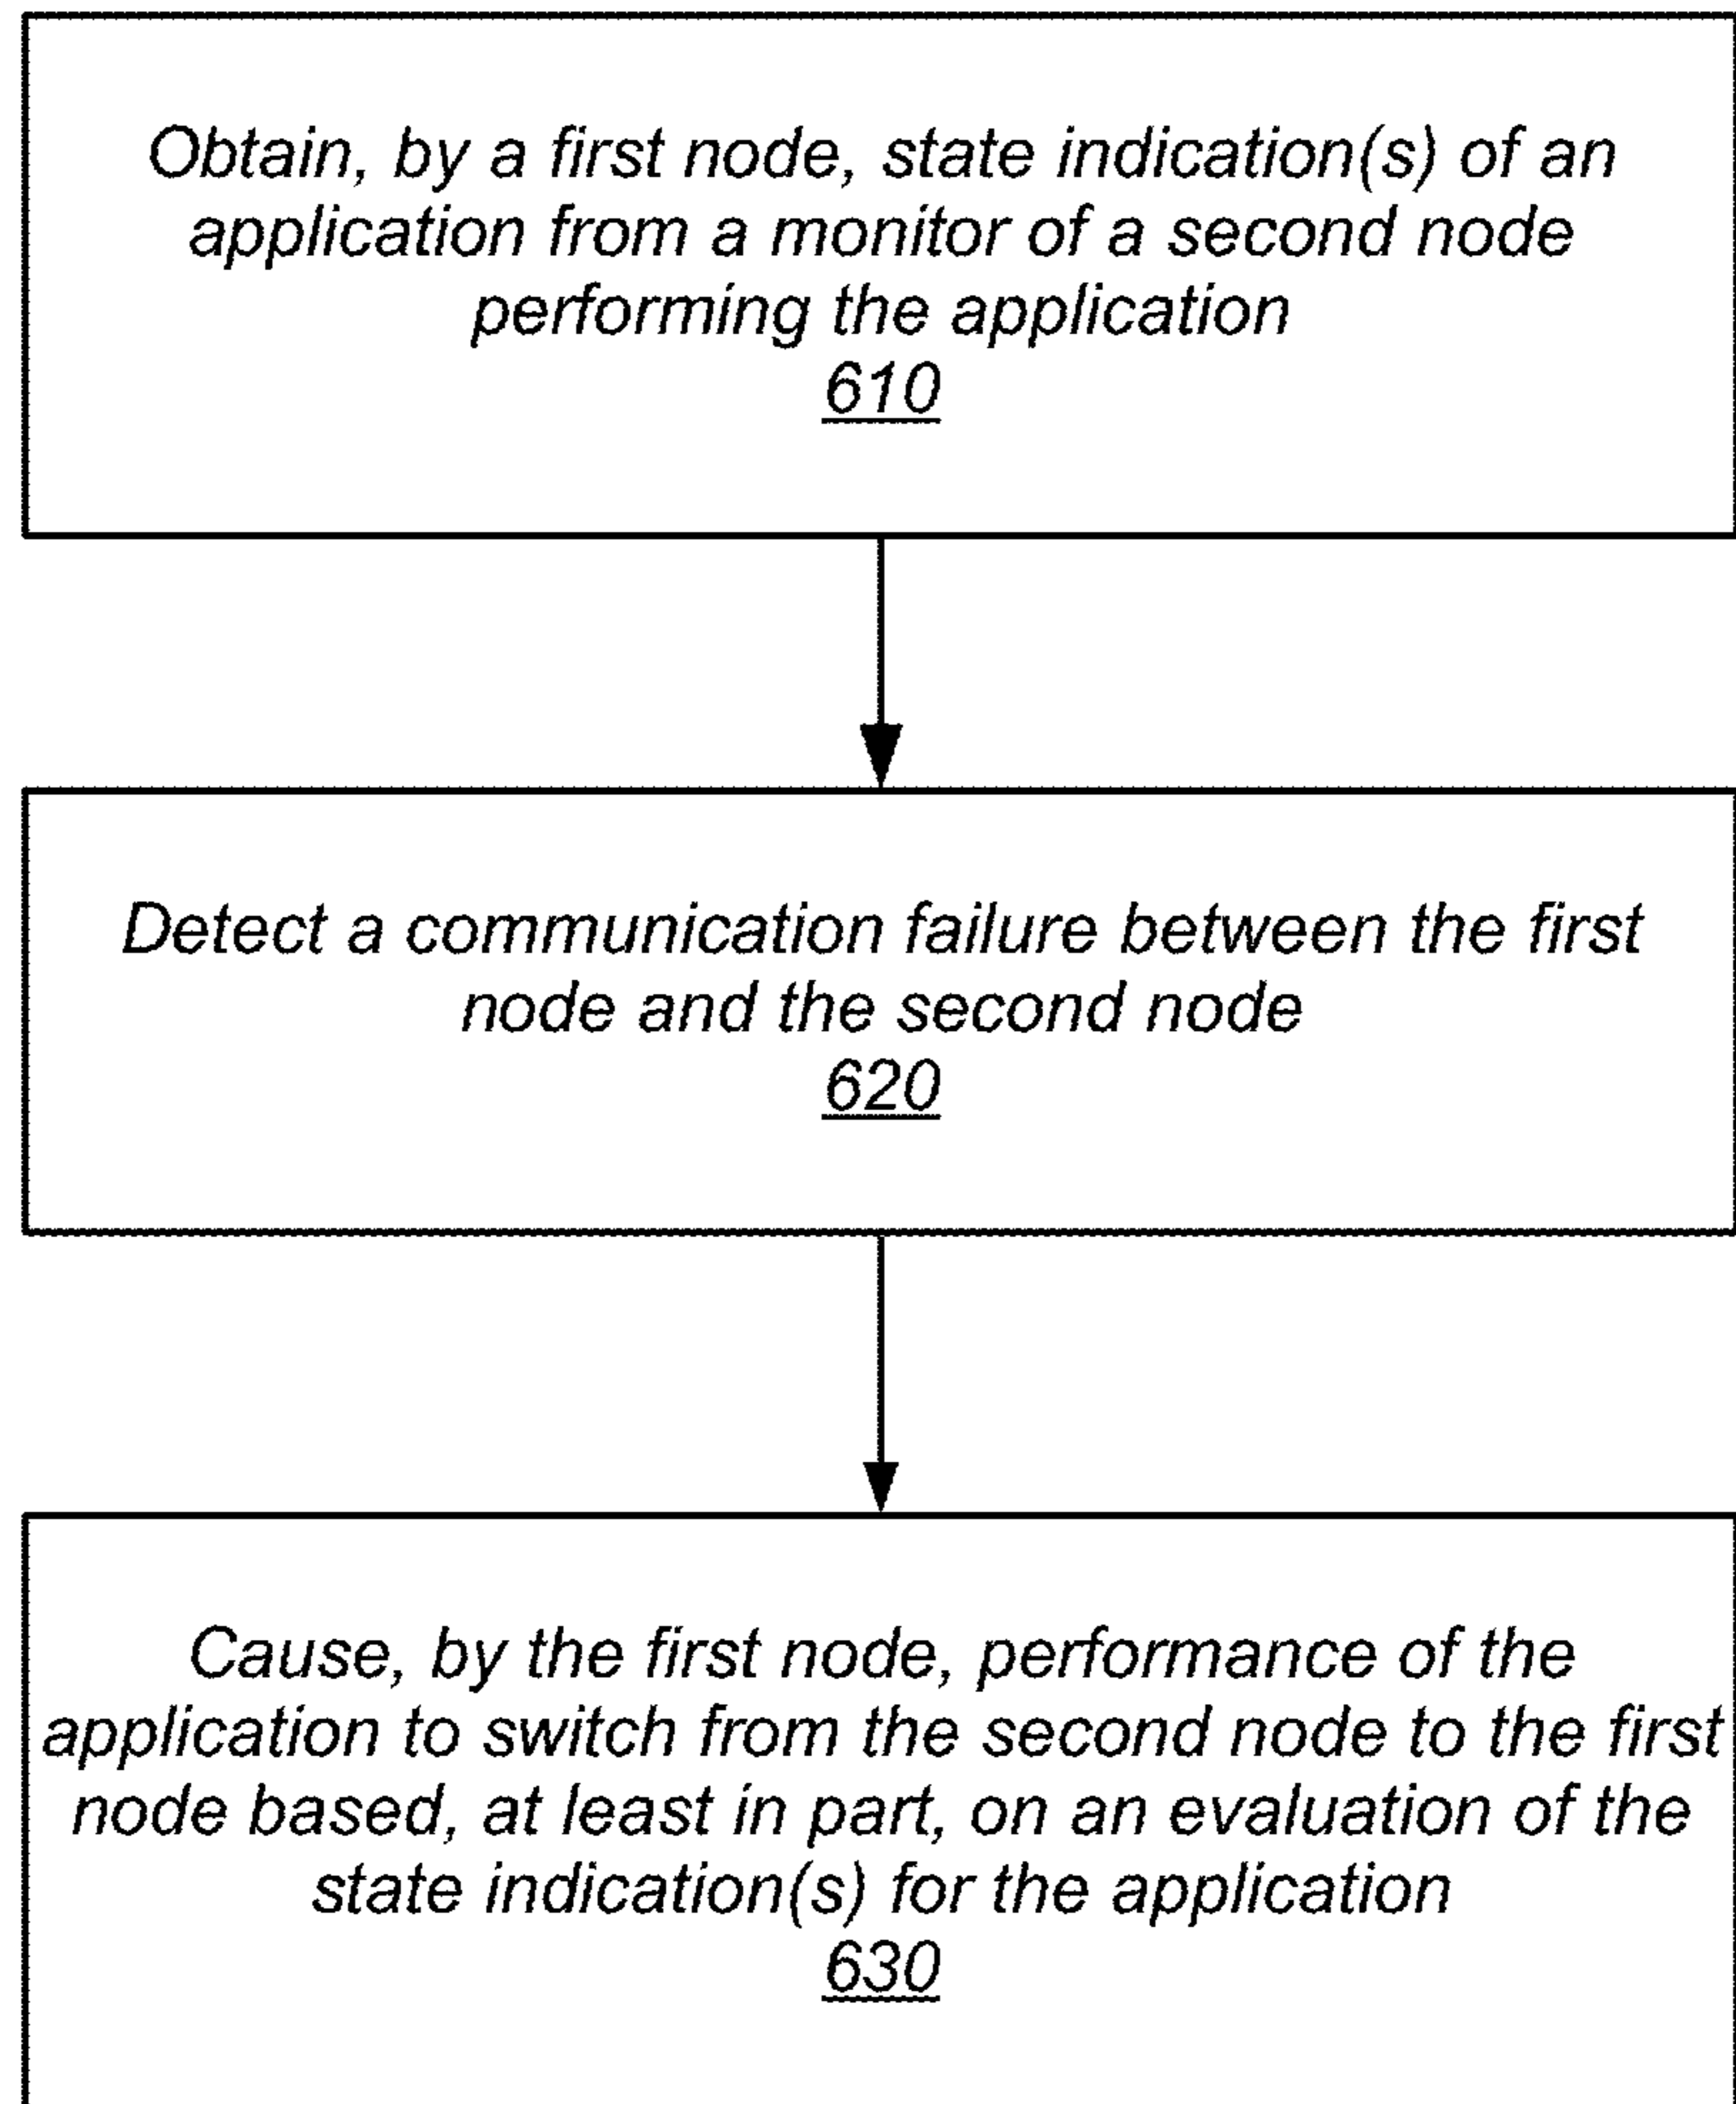 Obtain, by a first node, state indication(s) of an
application from a monitor of a second node
performing the application
610
Detect a communication failure between the first
node and the second node
620
Cause, by the first node, performance of the
application to switch from the second node to the first
node based, at least in part, on an evaluation of the
state indication(s) for the application
630